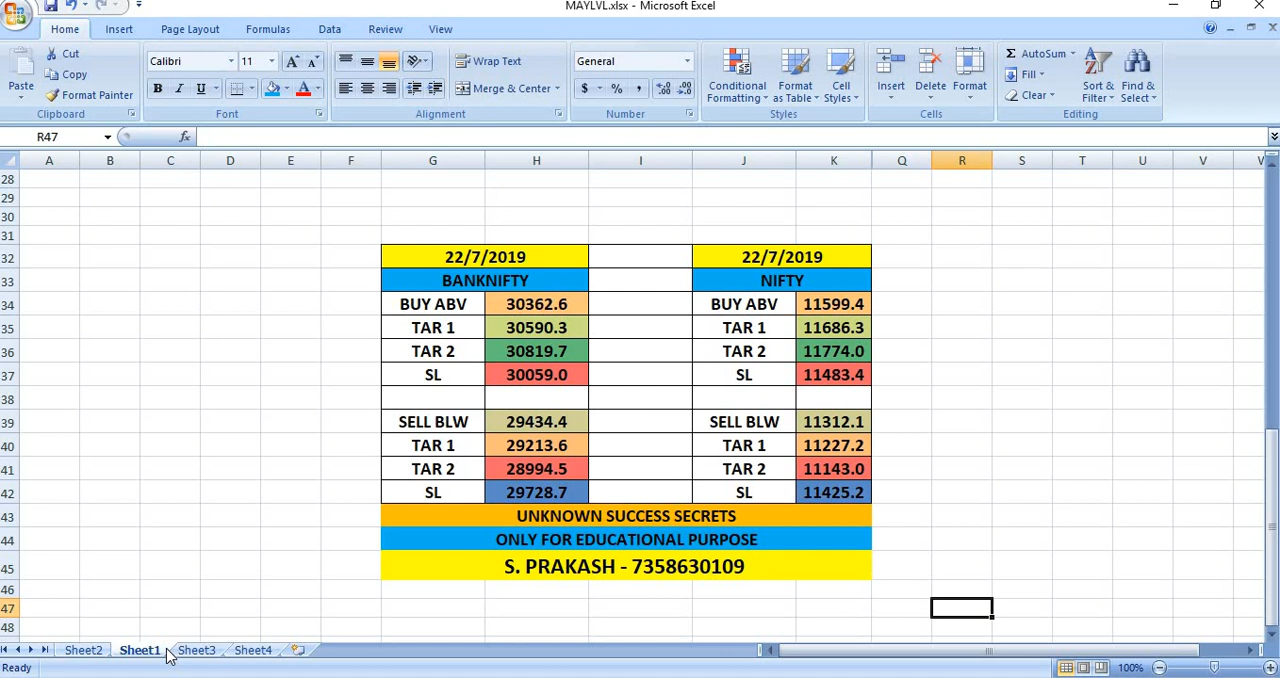 MAYLVL.xlsx - Microsoft Excel
Home Insert Page Layout Formulas Data Review View
Paste Cut Copy Format Painter
Calibri 11
B I U
Wrap Text
Merge & Center
General
$ % ,
Conditional Formatting Format as Table Cell Styles
Insert Delete Format
AutoSum Fill Clear
Sort & Filter Find & Select
Clipboard Font Alignment Number Styles Cells Editing
R47 fx
A B C D E F G H I J K Q R S T U V
28
29
30
31
32 22/7/2019 22/7/2019
33 BANKNIFTY NIFTY
34 BUY ABV 30362.6 BUY ABV 11599.4
35 TAR 1 30590.3 TAR 1 11686.3
36 TAR 2 30819.7 TAR 2 11774.0
37 SL 30059.0 SL 11483.4
38
39 SELL BLW 29434.4 SELL BLW 11312.1
40 TAR 1 29213.6 TAR 1 11227.2
41 TAR 2 28994.5 TAR 2 11143.0
42 SL 29728.7 SL 11425.2
43 UNKNOWN SUCCESS SECRETS
44 ONLY FOR EDUCATIONAL PURPOSE
45 S. PRAKASH - 7358630109
46
47
48
Sheet2 Sheet1 Sheet3 Sheet4
Ready 100%